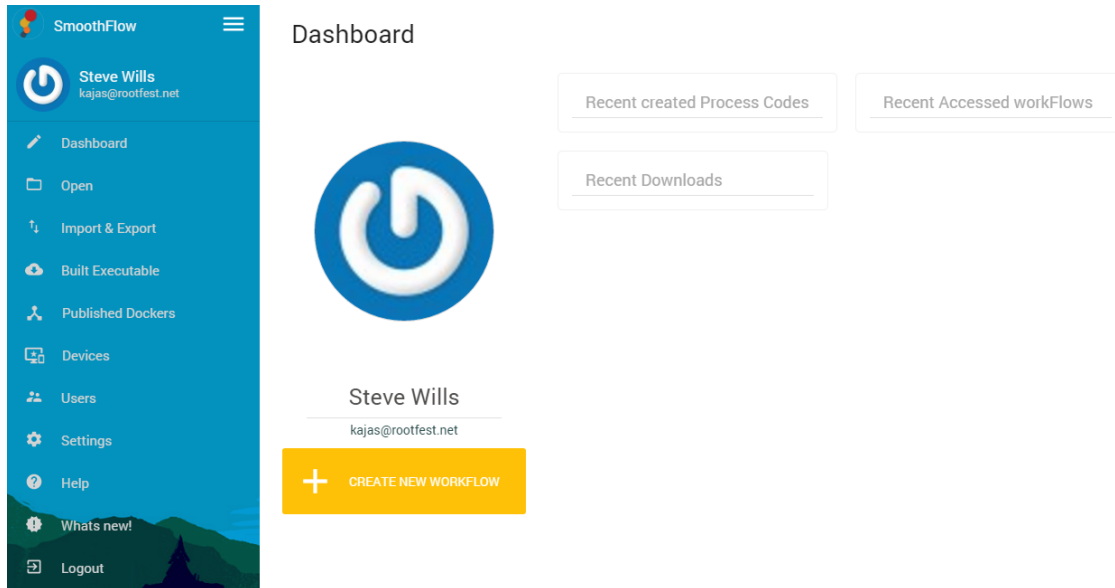 SmoothFlow
Steve Wills
kajas@rootfest.net
Dashboard
Open
Import & Export
Built Executable
Published Dockers
Devices
Users
Settings
Help
Whats new!
Logout
Dashboard
Steve Wills
kajas@rootfest.net
CREATE NEW WORKFLOW
Recent created Process Codes
Recent Accessed workFlows
Recent Downloads